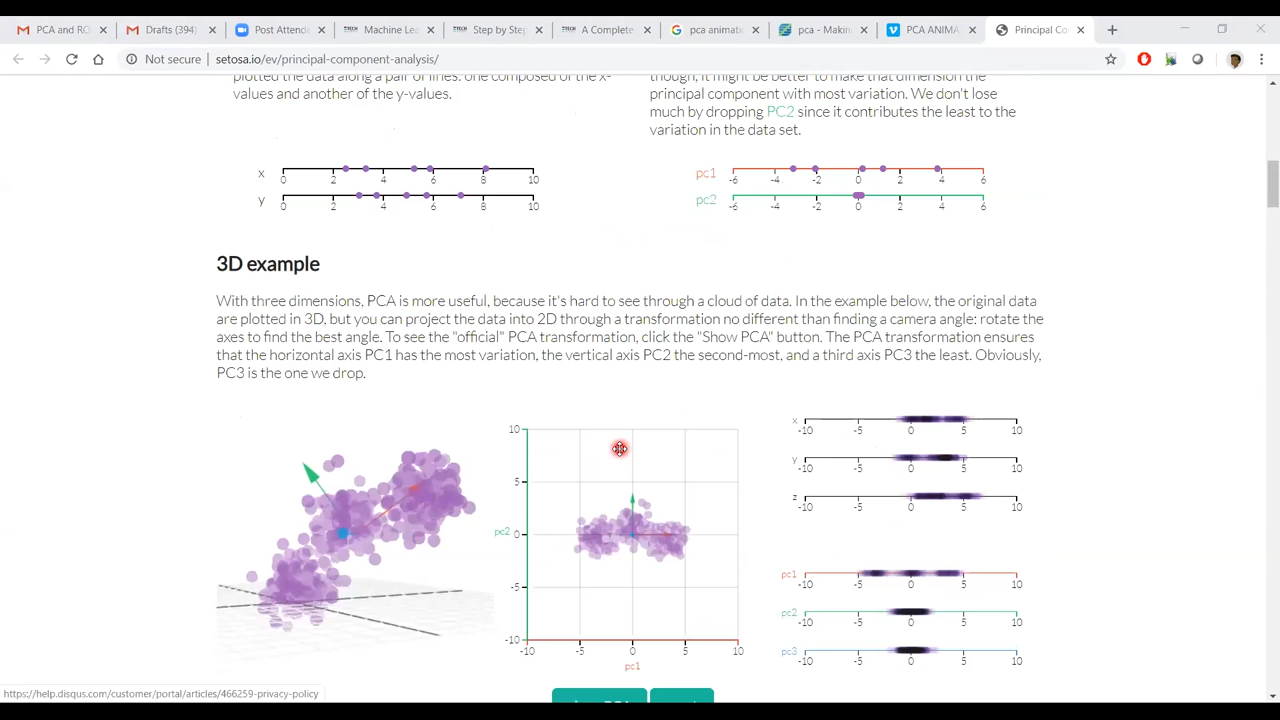 PCA and RO
Drafts (394)
Post Attend
Machine Lea
Step by Step
A Complete
pca animati
pca - Makin
PCA ANIMA
Principal Co
Not secure
setosa.io/ev/principal-component-analysis/
plotted the data along a pair of lines: one composed of the x-
values and another of the y-values.
though, it might be better to make that dimension the
principal component with most variation. We don't lose
much by dropping PC2 since it contributes the least to the
variation in the data set.
x
0 2 4 6 8 10
y
0 2 4 6 8 10
pc1
-6 -4 -2 0 2 4 6
pc2
-6 -4 -2 0 2 4 6
3D example
With three dimensions, PCA is more useful, because it's hard to see through a cloud of data. In the example below, the original data
are plotted in 3D, but you can project the data into 2D through a transformation no different than finding a camera angle: rotate the
axes to find the best angle. To see the "official" PCA transformation, click the "Show PCA" button. The PCA transformation ensures
that the horizontal axis PC1 has the most variation, the vertical axis PC2 the second-most, and a third axis PC3 the least. Obviously,
PC3 is the one we drop.
10
5
pc2 0
-5
-10
-5 0 5 10
pc1
x
-10 -5 0 5 10
y
-10 -5 0 5 10
z
-10 -5 0 5 10
pc1
-10 -5 0 5 10
pc2
-10 -5 0 5 10
pc3
-10 -5 0 5 10
https://help.disqus.com/customer/portal/articles/466259-privacy-policy